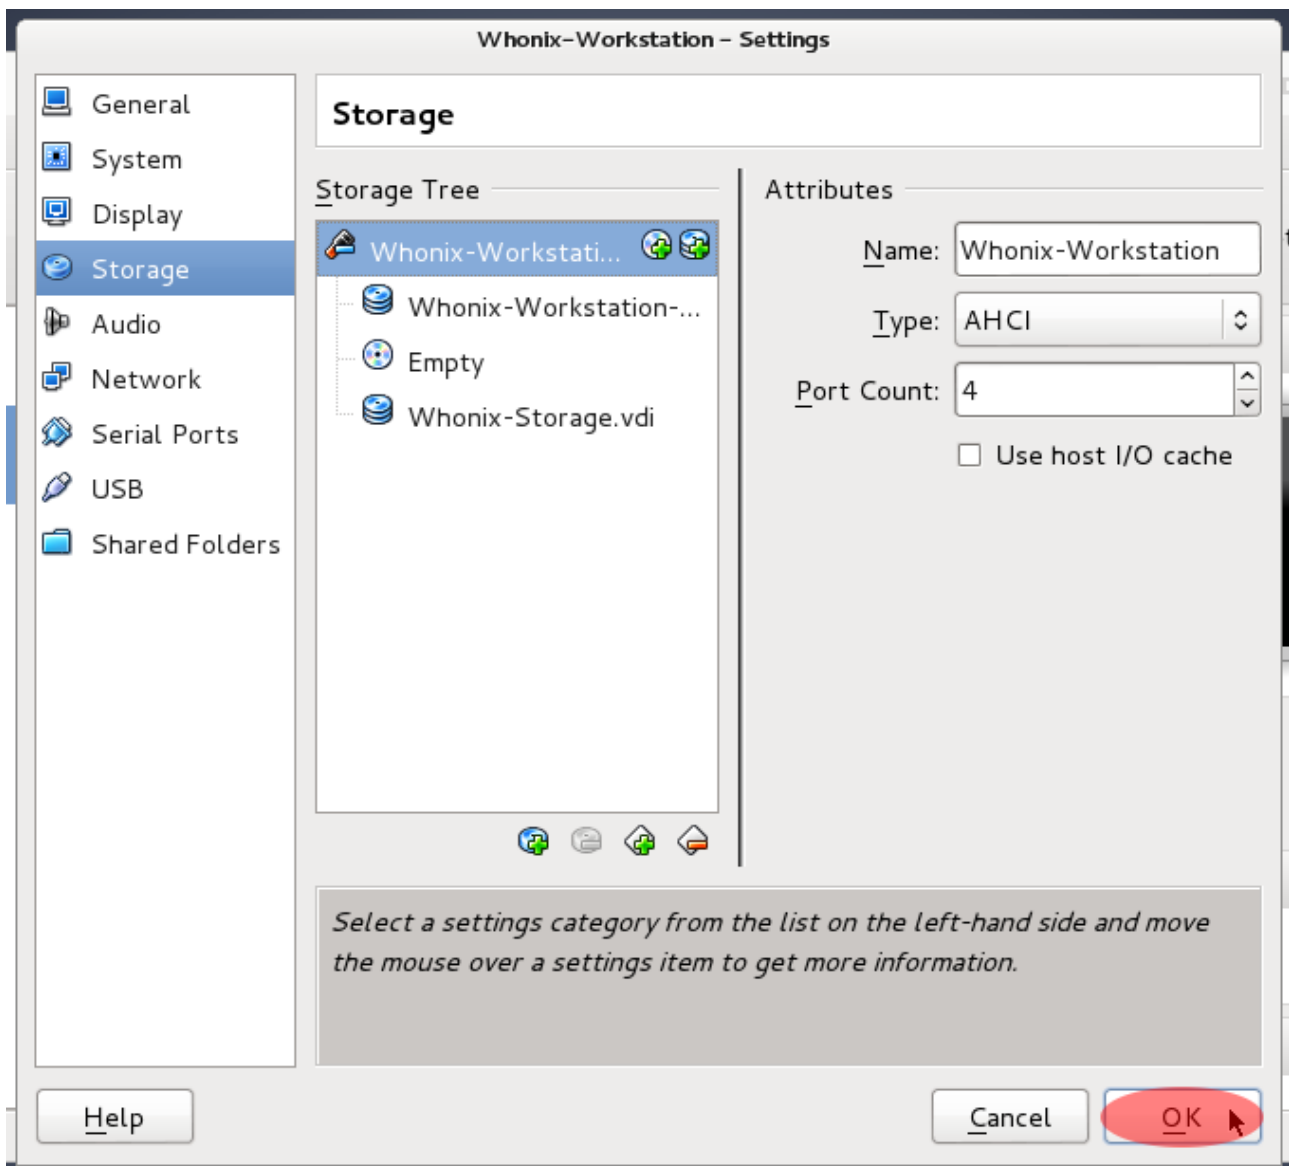 Whonix-Workstation – Settings
General
System
Display
Storage
Audio
Network
Serial Ports
USB
Shared Folders
Storage
Storage Tree
Whonix-Workstati...
Whonix-Workstation-...
Empty
Whonix-Storage.vdi
Attributes
Name: Whonix-Workstation
Type: AHCI
Port Count: 4
Use host I/O cache
Select a settings category from the list on the left-hand side and move
the mouse over a settings item to get more information.
Help
Cancel
OK